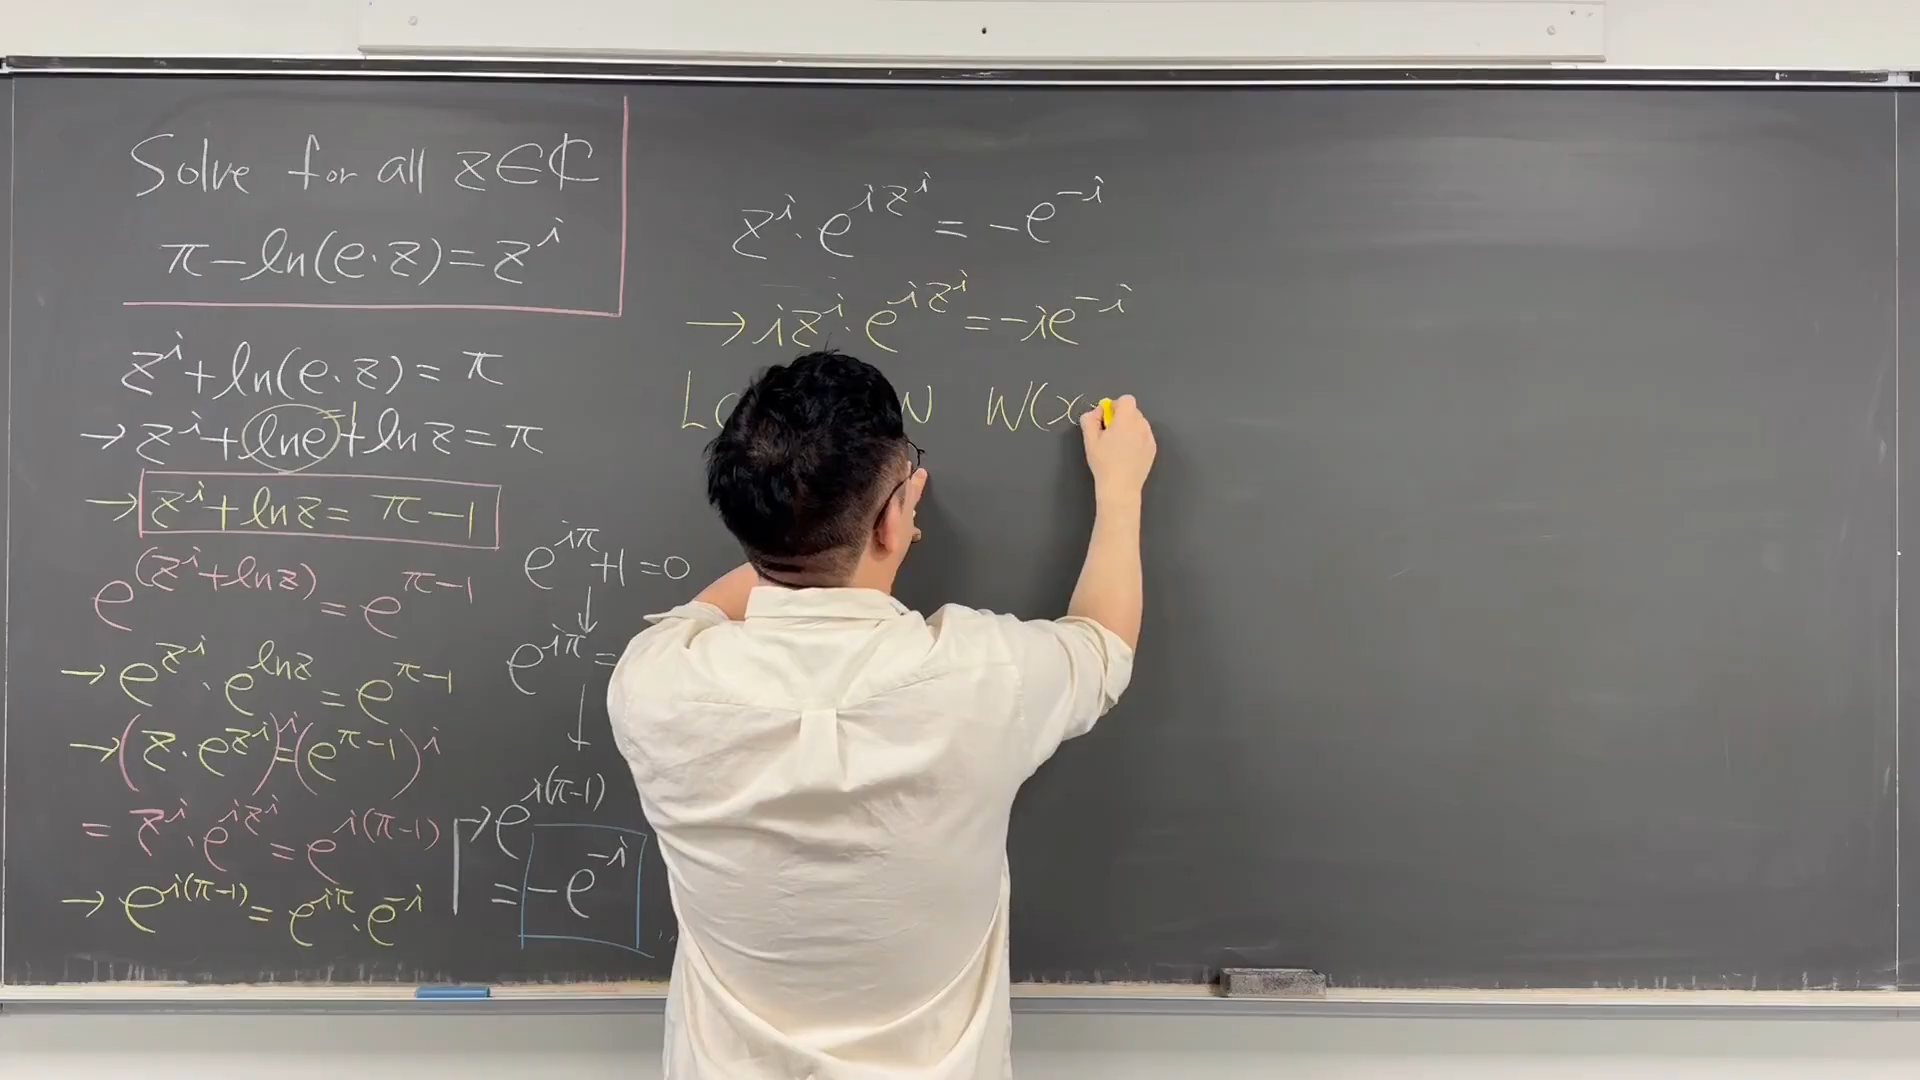 Solve for all z∈ℂ
π-ln(e·z)=z^i
z^i+ln(e·z)=π
→z^i+lne+lnz=π
=1
→z^i+lnz=π-1
e^(z^i+lnz)=e^(π-1)
→e^(z^i)·e^(lnz)=e^(π-1)
→(z·e^(z^i))^i=(e^(π-1))^i
=z^i·e^(iz^i)=e^(i(π-1))
→e^(i(π-1))=e^(iπ)·e^(-i)
e^(iπ)+1=0
↓
e^(iπ)=
↓
→e^(i(π-1))
=-e^(-i)
z^i·e^(iz^i)=-e^(-i)
→iz^i·e^(iz^i)=-ie^(-i)
W(x